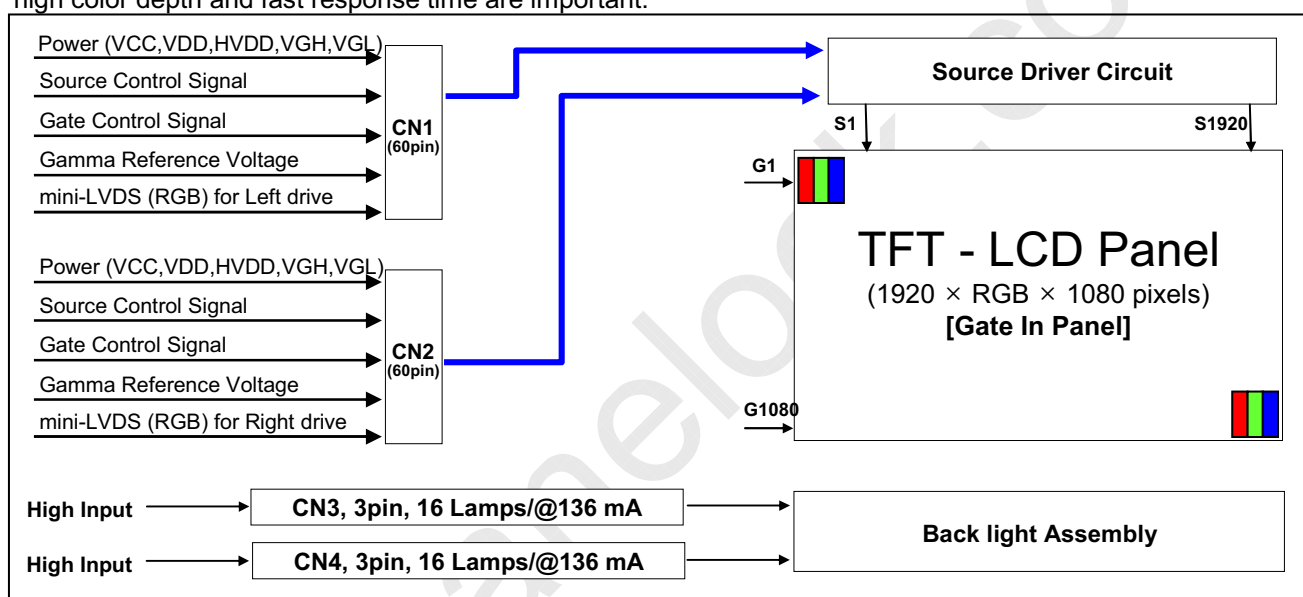 high color depth and fast response time are important.
Power (VCC,VDD,HVDD,VGH,VGL)
Source Control Signal
Gate Control Signal
Gamma Reference Voltage
mini-LVDS (RGB) for Left drive
CN1
(60pin)
Power (VCC,VDD,HVDD,VGH,VGL)
Source Control Signal
Gate Control Signal
Gamma Reference Voltage
mini-LVDS (RGB) for Right drive
CN2
(60pin)
Source Driver Circuit
S1
S1920
G1
TFT - LCD Panel
(1920 × RGB × 1080 pixels)
[Gate In Panel]
G1080
High Input
CN3, 3pin, 16 Lamps/@136 mA
High Input
CN4, 3pin, 16 Lamps/@136 mA
Back light Assembly